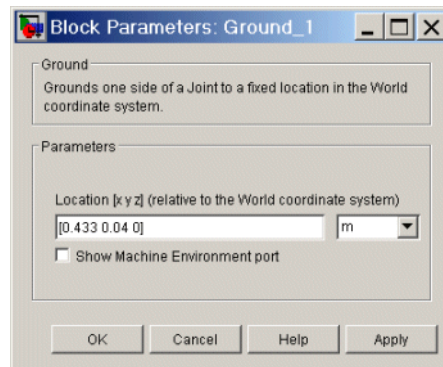 Block Parameters: Ground_1
Ground
Grounds one side of a Joint to a fixed location in the World
coordinate system.
Parameters
Location [x y z] (relative to the World coordinate system)
[0.433 0.04 0] m
Show Machine Environment port
OK Cancel Help Apply